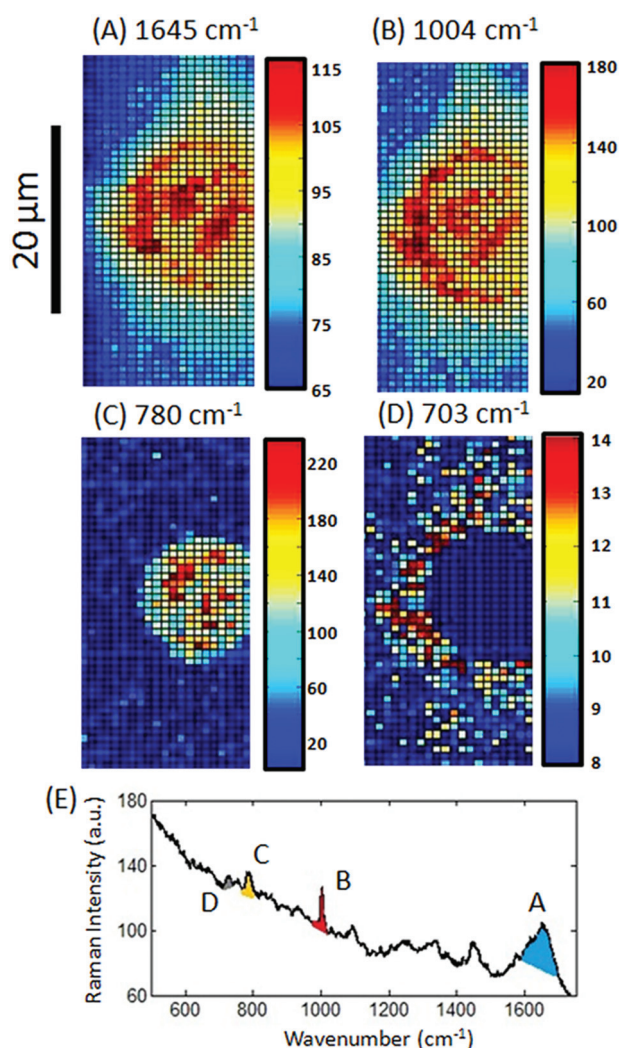 (A) 1645 cm⁻¹
(B) 1004 cm⁻¹
20 µm
115
105
95
85
75
65
180
140
100
60
20
(C) 780 cm⁻¹
(D) 703 cm⁻¹
220
180
140
100
60
20
14
13
12
11
10
9
8
(E)
Raman Intensity (a.u.)
180
140
100
60
D
C
B
A
600
800
1000
1200
1400
1600
Wavenumber (cm⁻¹)